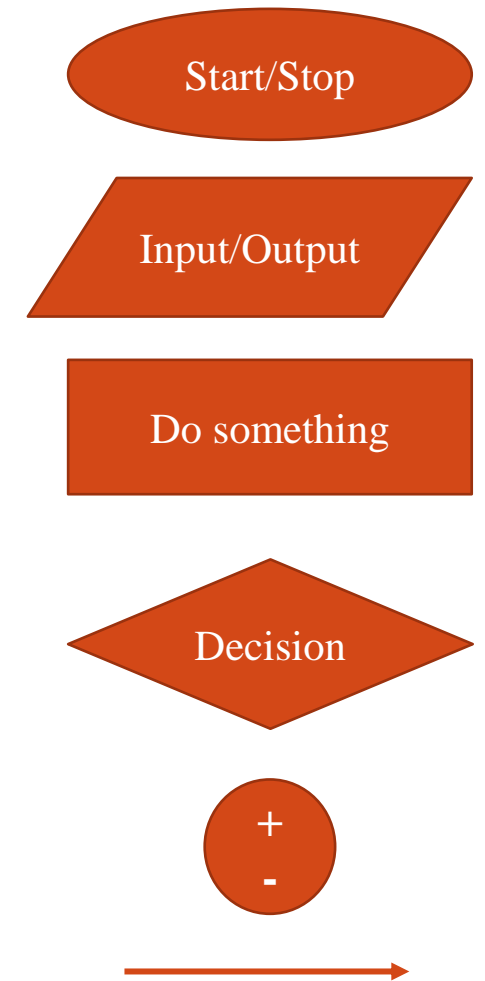 Start/Stop
Input/Output
Do something
Decision
+
-